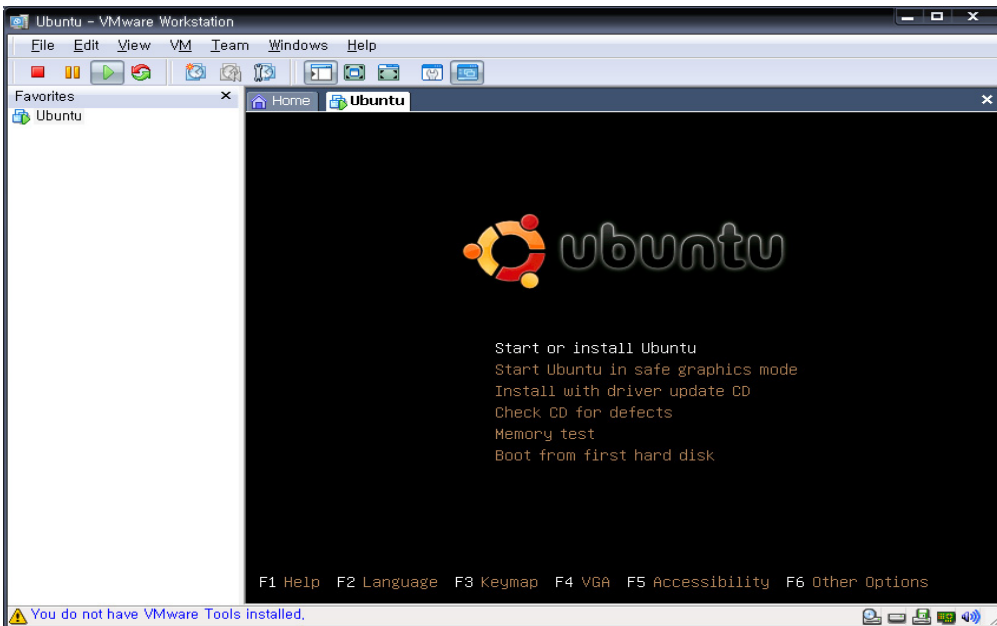 Ubuntu - VMware Workstation
File Edit View VM Team Windows Help
Favorites
Ubuntu
Home Ubuntu
ubuntu
Start or install Ubuntu
Start Ubuntu in safe graphics mode
Install with driver update CD
Check CD for defects
Memory test
Boot from first hard disk
F1 Help F2 Language F3 Keymap F4 VGA F5 Accessibility F6 Other Options
You do not have VMware Tools installed.